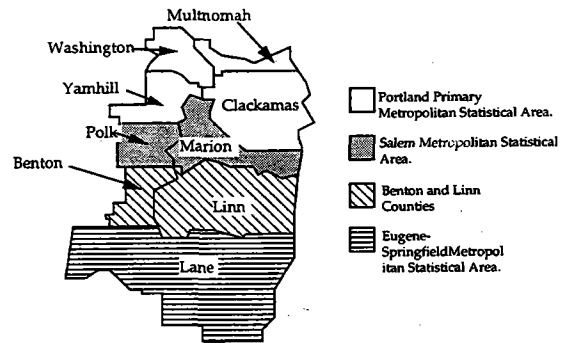 Multnomah
Washington
Yamhill
Clackamas
Polk
Marion
Benton
Linn
Lane
Portland Primary
Metropolitan Statistical Area.
Salem Metropolitan Statistical
Area.
Benton and Linn
Counties
Eugene-
SpringfieldMetropol
itan Statistical Area.